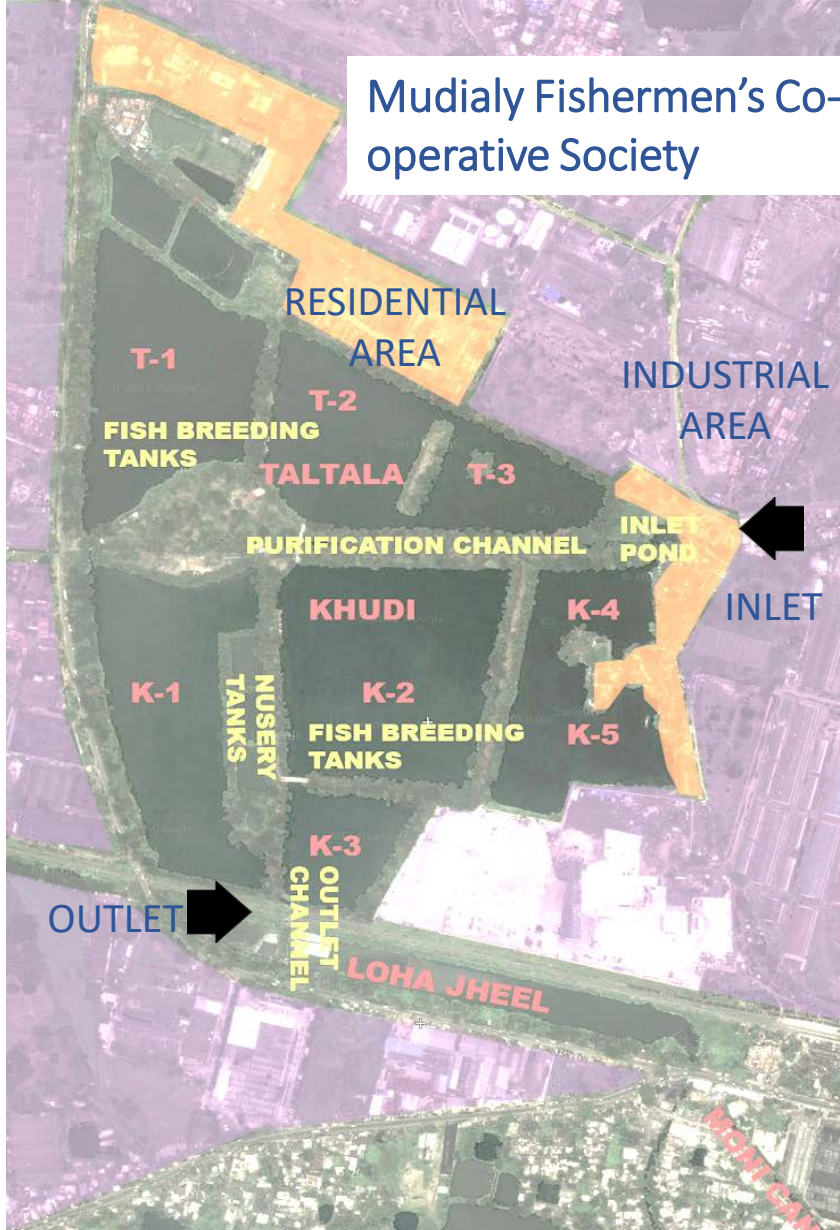 Mudialy Fishermen's Co-
operative Society
RESIDENTIAL
AREA
T-1
INDUSTRIAL
AREA
T-2
FISH BREEDING
TANKS
TALTALA
T-3
INLET
POND
PURIFICATION CHANNEL
INLET
KHUDI
K-4
K-1
NUSERY
TANKS
K-2
FISH BREEDING
TANKS
K-5
K-3
OUTLET
OUTLET
CHANNEL
LOHA JHEEL
MONI